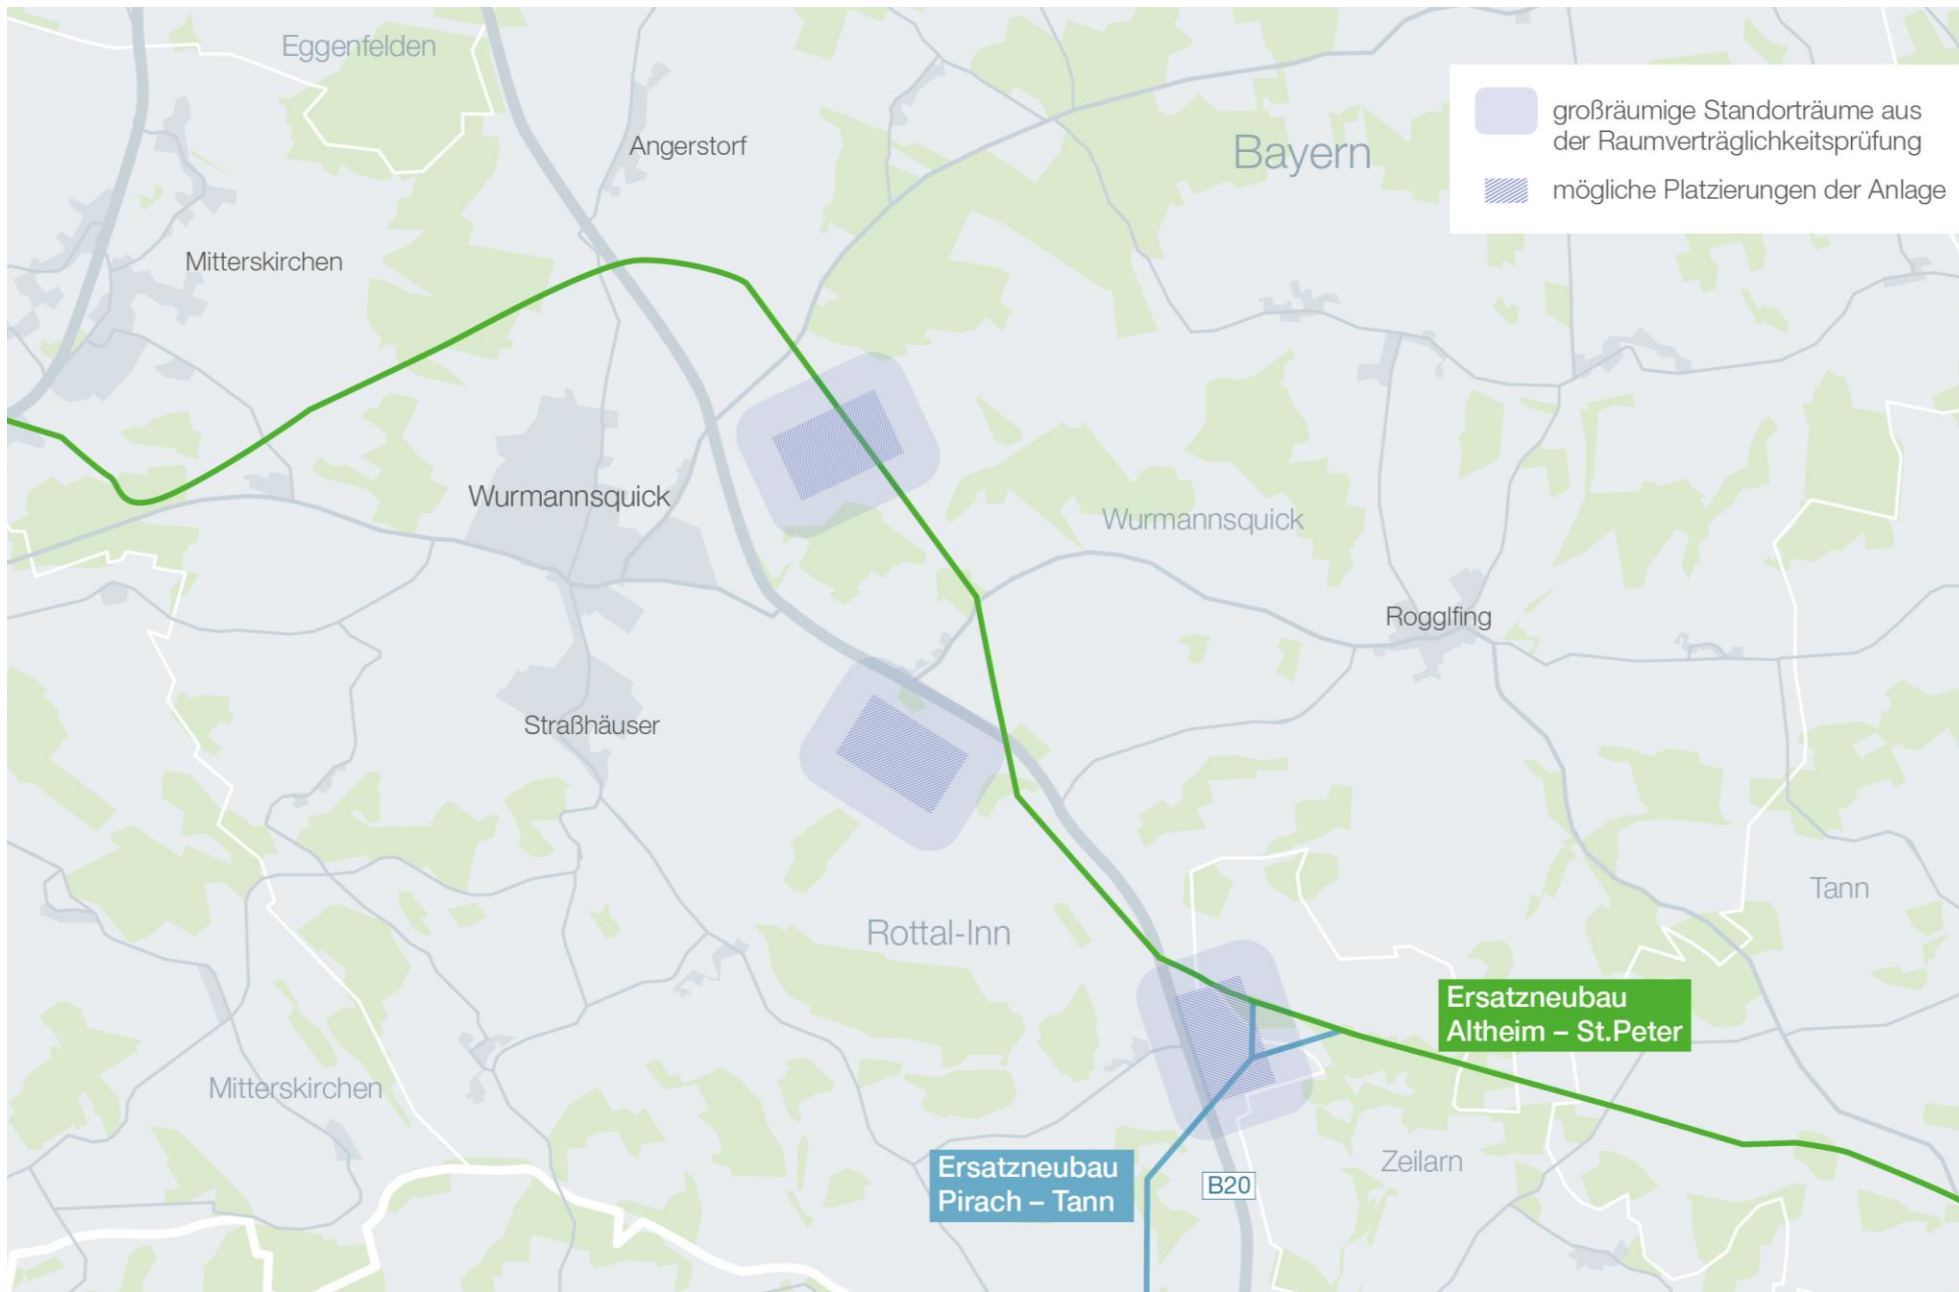 Eggenfelden
Angerstorf
Bayern
großräumige Standorträume aus
der Raumverträglichkeitsprüfung
mögliche Platzierungen der Anlage
Mitterskirchen
Wurmannsquick
Wurmannsquick
Rogglfing
Straßhäuser
Tann
Rottal-Inn
Ersatzneubau
Altheim – St.Peter
Mitterskirchen
Ersatzneubau
Pirach – Tann
B20
Zeilarn